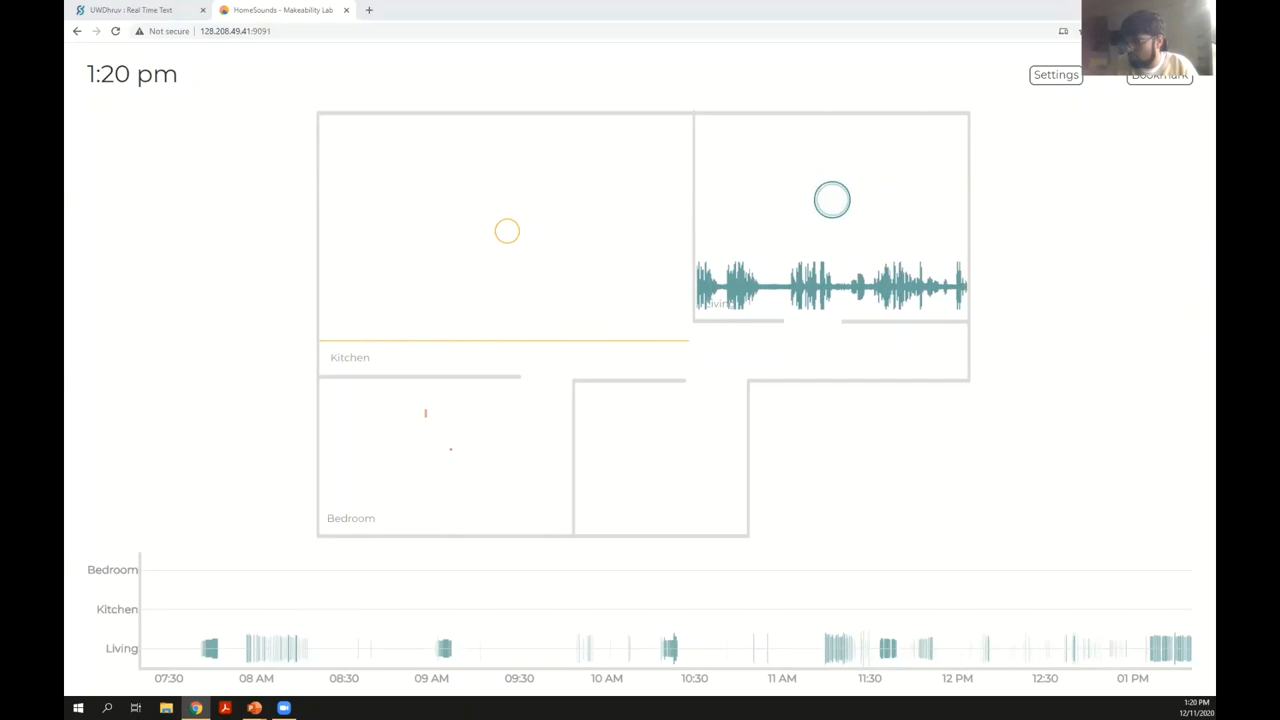 UWDhruv : Real Time Text
HomeSounds - Makeability Lab
Not secure
128.208.49.41:9091
1:20 pm
Settings
Bookmark
Living
Kitchen
Bedroom
Bedroom
Kitchen
Living
07:30 08 AM 08:30 09 AM 09:30 10 AM 10:30 11 AM 11:30 12 PM 12:30 01 PM
1:20 PM
12/11/2020